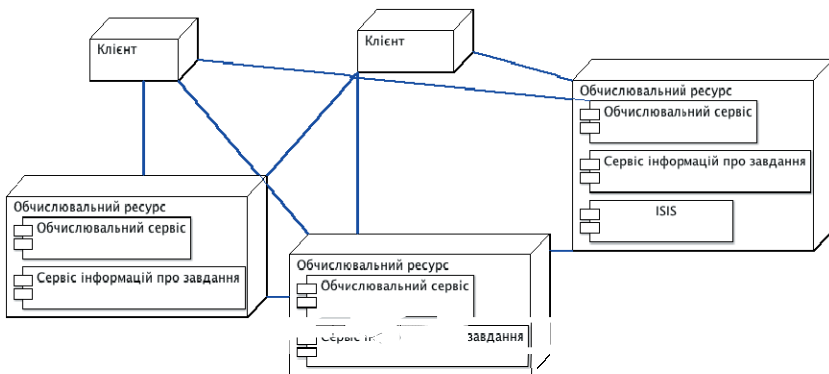 Клієнт
Клієнт
Обчислювальний ресурс
Обчислювальний сервіс
Сервіс інформацій про завдання
ISIS
Обчислювальний ресурс
Обчислювальний сервіс
Сервіс інформацій про завдання
Обчислювальний ресурс
Обчислювальний сервіс
Сервіс завдання